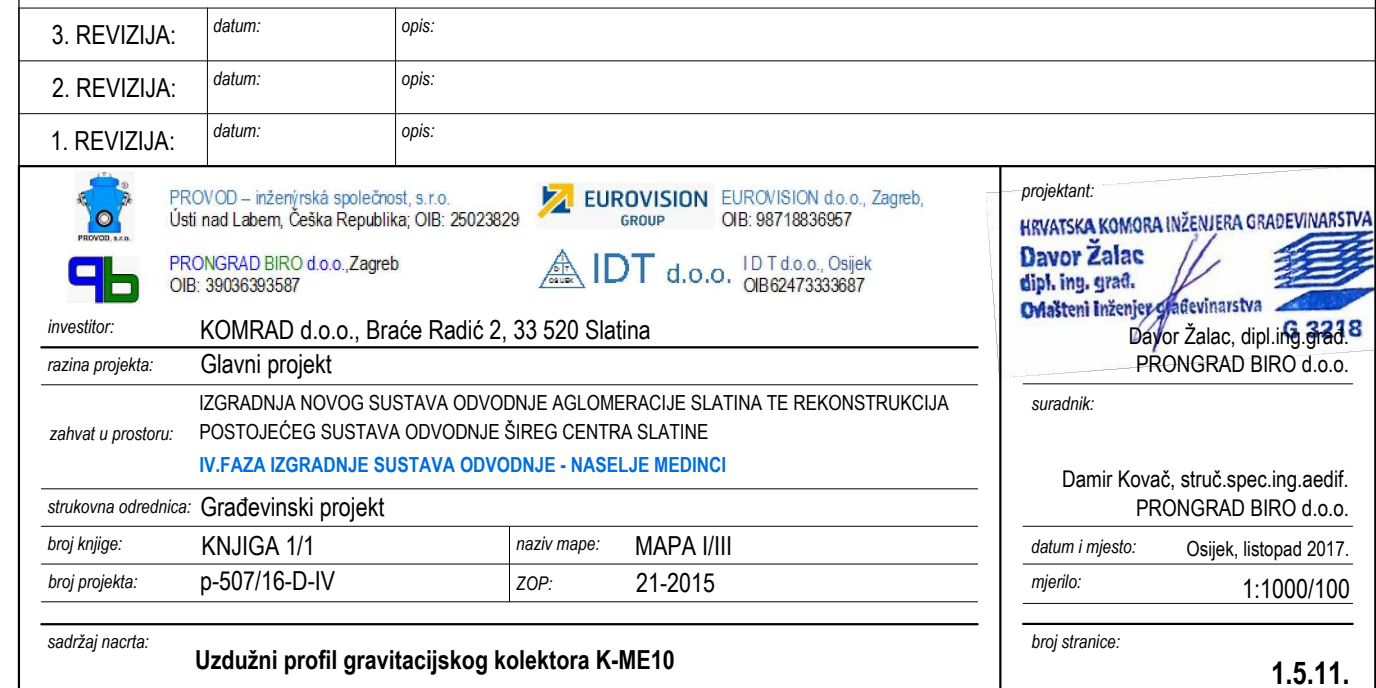 3. REVIZIJA: datum: opis:
2. REVIZIJA: datum: opis:
1. REVIZIJA: datum: opis:
PROVOD, s.r.o.
PROVOD – inženýrská společnost, s.r.o.
Ústi nad Labem, Češka Republika; OIB: 25023829
EUROVISION
GROUP
EUROVISION d.o.o., Zagreb,
OIB: 98718836957
PRONGRAD BIRO d.o.o.,Zagreb
OIB: 39036393587
OSIJEK
IDT d.o.o.
I D T d.o.o., Osijek
OIB62473333687
investitor: KOMRAD d.o.o., Braće Radić 2, 33 520 Slatina
razina projekta: Glavni projekt
zahvat u prostoru: IZGRADNJA NOVOG SUSTAVA ODVODNJE AGLOMERACIJE SLATINA TE REKONSTRUKCIJA
POSTOJEĆEG SUSTAVA ODVODNJE ŠIREG CENTRA SLATINE
IV.FAZA IZGRADNJE SUSTAVA ODVODNJE - NASELJE MEDINCI
strukovna odrednica: Građevinski projekt
broj knjige: KNJIGA 1/1 naziv mape: MAPA I/III
broj projekta: p-507/16-D-IV ZOP: 21-2015
sadržaj nacrta: Uzdužni profil gravitacijskog kolektora K-ME10
projektant:
HRVATSKA KOMORA INŽENJERA GRAĐEVINARSTVA
Davor Žalac
dipl. ing. grad.
Ovlašteni inženjer građevinarstva
G 3218
Davor Žalac, dipl.ing.građ.
PRONGRAD BIRO d.o.o.
suradnik:
Damir Kovač, struč.spec.ing.aedif.
PRONGRAD BIRO d.o.o.
datum i mjesto: Osijek, listopad 2017.
mjerilo: 1:1000/100
broj stranice:
1.5.11.